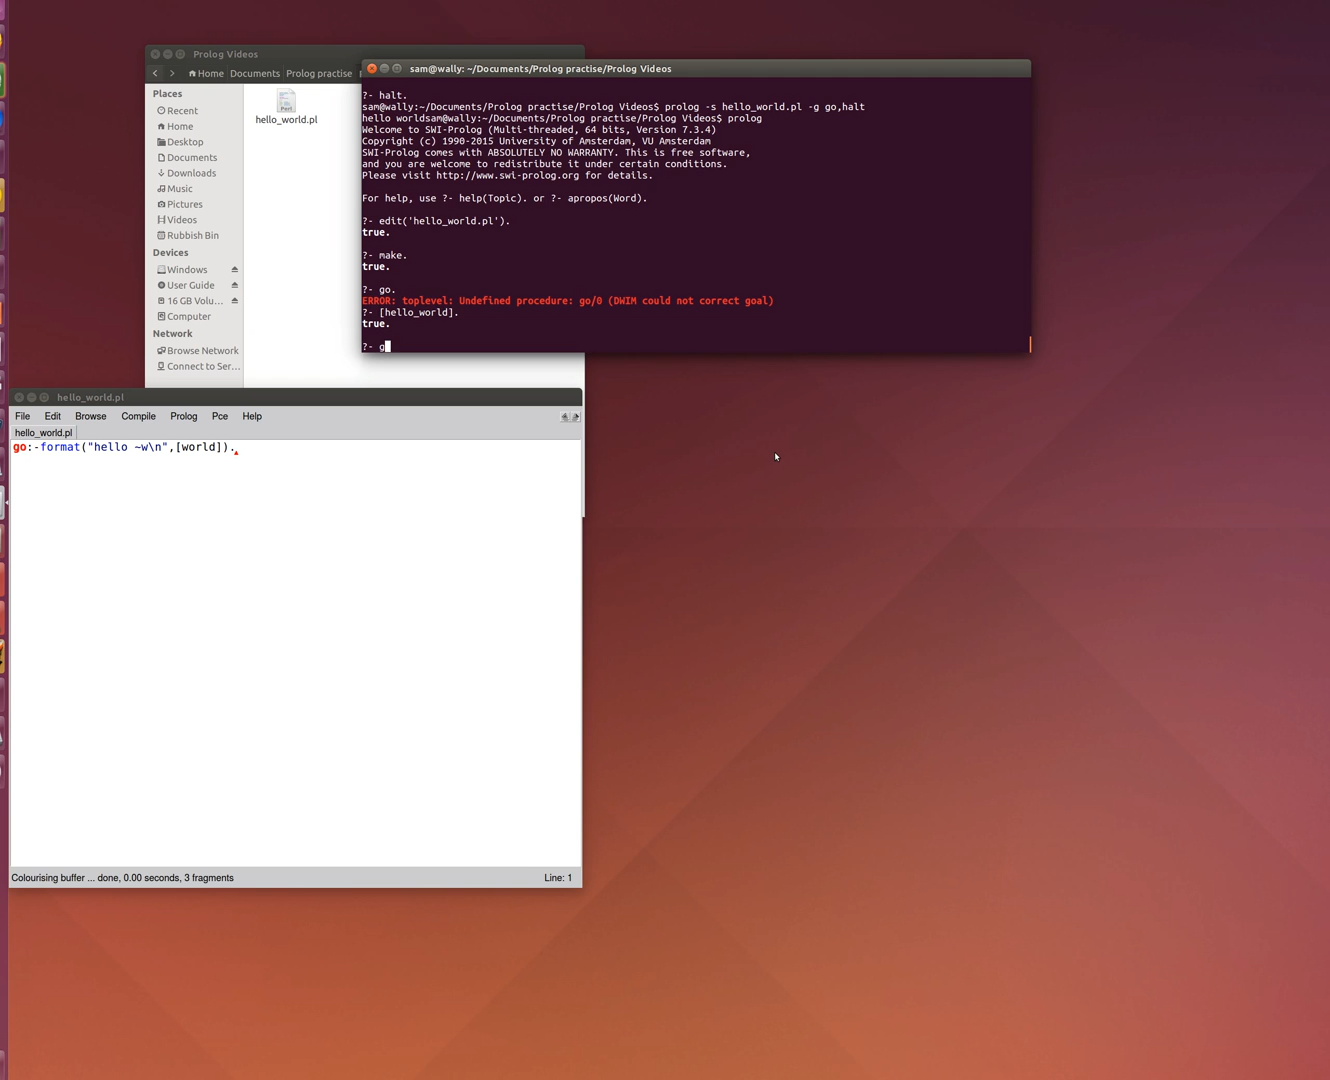 Prolog Videos
Home Documents Prolog practise
Places
Recent
Home
Desktop
Documents
Downloads
Music
Pictures
Videos
Rubbish Bin
Devices
Windows
User Guide
16 GB Volu...
Computer
Network
Browse Network
Connect to Ser...
hello_world.pl
sam@wally: ~/Documents/Prolog practise/Prolog Videos
?- halt.
sam@wally:~/Documents/Prolog practise/Prolog Videos$ prolog -s hello_world.pl -g go,halt
hello worldsam@wally:~/Documents/Prolog practise/Prolog Videos$ prolog
Welcome to SWI-Prolog (Multi-threaded, 64 bits, Version 7.3.4)
Copyright (c) 1990-2015 University of Amsterdam, VU Amsterdam
SWI-Prolog comes with ABSOLUTELY NO WARRANTY. This is free software,
and you are welcome to redistribute it under certain conditions.
Please visit http://www.swi-prolog.org for details.
For help, use ?- help(Topic). or ?- apropos(Word).
?- edit('hello_world.pl').
true.
?- make.
true.
?- go.
ERROR: toplevel: Undefined procedure: go/0 (DWIM could not correct goal)
?- [hello_world].
true.
?- g
hello_world.pl
File Edit Browse Compile Prolog Pce Help
hello_world.pl
go:-format("hello ~w\n",[world]).
Colourising buffer ... done, 0.00 seconds, 3 fragments Line: 1